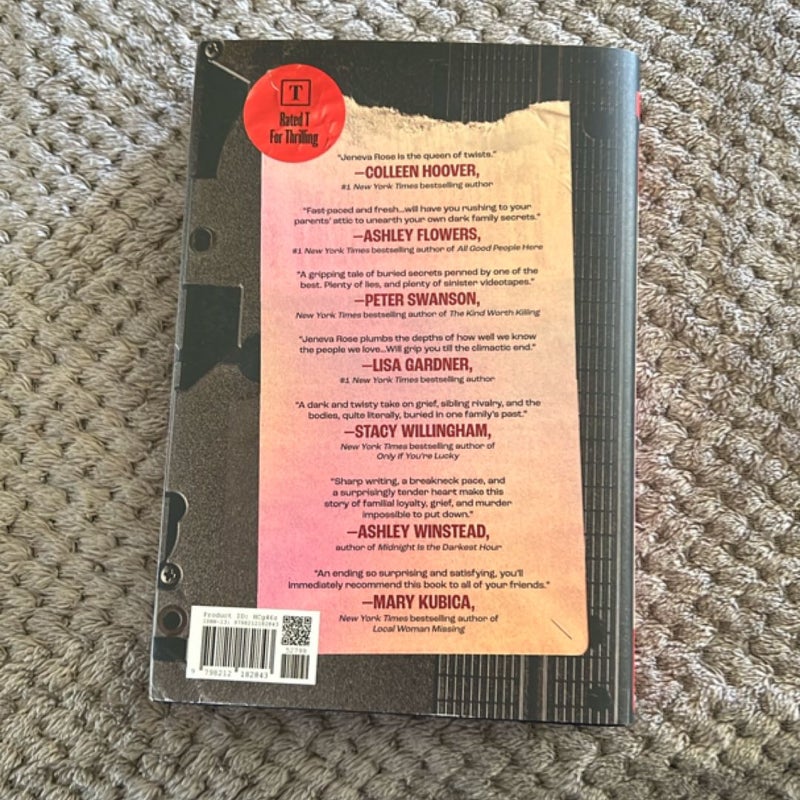 T
Rated T
For Thrilling
"Jeneva Rose is the queen of twists."
—COLLEEN HOOVER,
#1 New York Times bestselling author
"Fast-paced and fresh...will have you rushing to your
parents' attic to unearth your own dark family secrets."
—ASHLEY FLOWERS,
#1 New York Times bestselling author of All Good People Here
"A gripping tale of buried secrets penned by one of the
best. Plenty of lies, and plenty of sinister videotapes."
—PETER SWANSON,
New York Times bestselling author of The Kind Worth Killing
"Jeneva Rose plumbs the depths of how well we know
the people we love...Will grip you till the climactic end."
—LISA GARDNER,
#1 New York Times bestselling author
"A dark and twisty take on grief, sibling rivalry, and the
bodies, quite literally, buried in one family's past."
—STACY WILLINGHAM,
New York Times bestselling author of
Only If You're Lucky
"Sharp writing, a breakneck pace, and
a surprisingly tender heart make this
story of familial loyalty, grief, and murder
impossible to put down."
—ASHLEY WINSTEAD,
author of Midnight Is the Darkest Hour
"An ending so surprising and satisfying, you'll
immediately recommend this book to all of your friends."
—MARY KUBICA,
New York Times bestselling author of
Local Woman Missing
Product ID:
ISBN-13: 9798212182843
52799
9 798212 182843